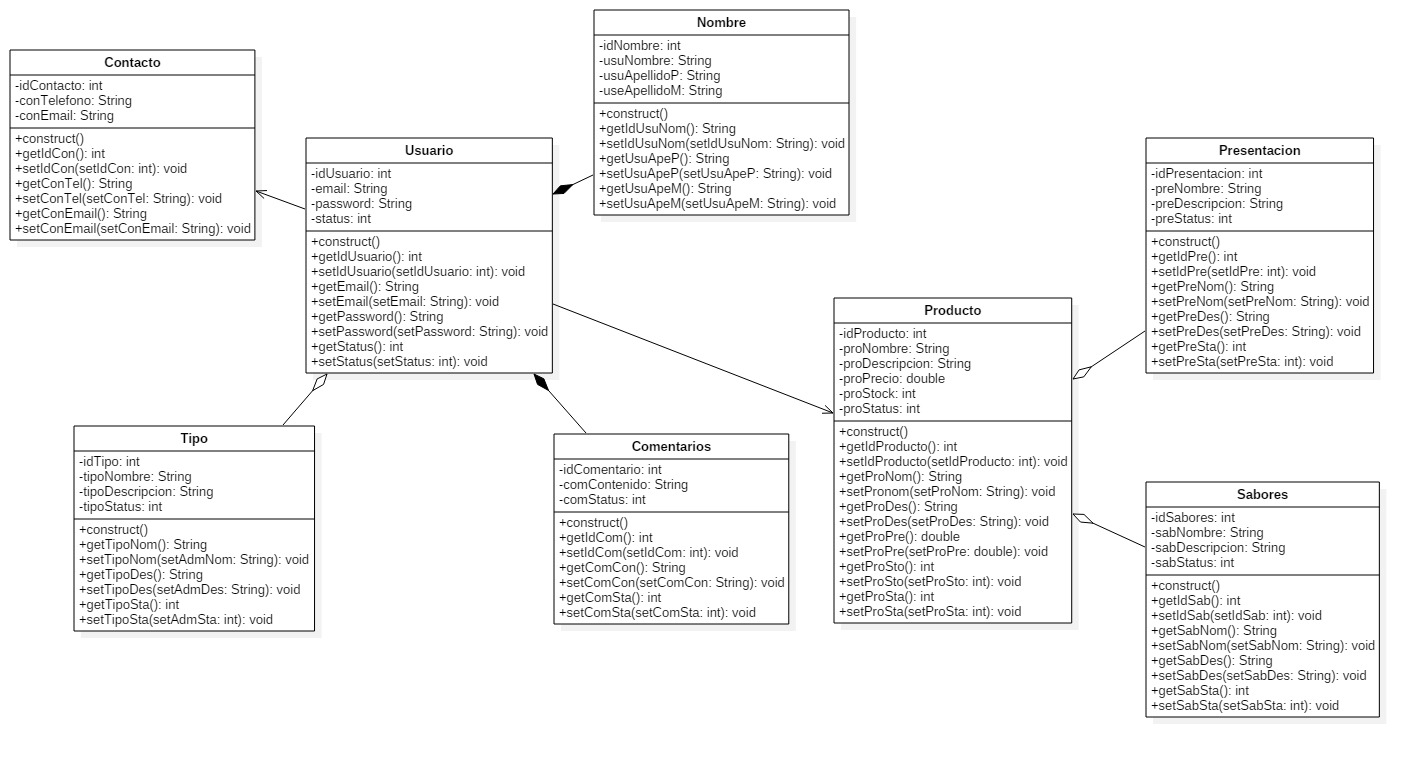 Contacto
-idContacto: int
-conTelefono: String
-conEmail: String
+construct()
+getIdCon(): int
+setIdCon(setIdCon: int): void
+getConTel(): String
+setConTel(setConTel: String): void
+getConEmail(): String
+setConEmail(setConEmail: String): void
Usuario
-idUsuario: int
-email: String
-password: String
-status: int
+construct()
+getIdUsuario(): int
+setIdUsuario(setIdUsuario: int): void
+getEmail(): String
+setEmail(setEmail: String): void
+getPassword(): String
+setPassword(setPassword: String): void
+getStatus(): int
+setStatus(setStatus: int): void
Nombre
-idNombre: int
-usuNombre: String
-usuApellidoP: String
-useApellidoM: String
+construct()
+getIdUsuNom(): String
+setIdUsuNom(setIdUsuNom: String): void
+getUsuApeP(): String
+setUsuApeP(setUsuApeP: String): void
+getUsuApeM(): String
+setUsuApeM(setUsuApeM: String): void
Tipo
-idTipo: int
-tipoNombre: String
-tipoDescripcion: String
-tipoStatus: int
+construct()
+getTipoNom(): String
+setTipoNom(setAdmNom: String): void
+getTipoDes(): String
+setTipoDes(setAdmDes: String): void
+getTipoSta(): int
+setTipoSta(setAdmSta: int): void
Comentarios
-idComentario: int
-comContenido: String
-comStatus: int
+construct()
+getIdCom(): int
+setIdCom(setIdCom: int): void
+getComCon(): String
+setComCon(setComCon: String): void
+getComSta(): int
+setComSta(setComSta: int): void
Producto
-idProducto: int
-proNombre: String
-proDescripcion: String
-proPrecio: double
-proStock: int
-proStatus: int
+construct()
+getIdProducto(): int
+setIdProducto(setIdProducto: int): void
+getProNom(): String
+setPronom(setProNom: String): void
+getProDes(): String
+setProDes(setProDes: String): void
+getProPre(): double
+setProPre(setProPre: double): void
+getProSto(): int
+setProSto(setProSto: int): void
+getProSta(): int
+setProSta(setProSta: int): void
Presentacion
-idPresentacion: int
-preNombre: String
-preDescripcion: String
-preStatus: int
+construct()
+getIdPre(): int
+setIdPre(setIdPre: int): void
+getPreNom(): String
+setPreNom(setPreNom: String): void
+getPreDes(): String
+setPreDes(setPreDes: String): void
+getPreSta(): int
+setPreSta(setPreSta: int): void
Sabores
-idSabores: int
-sabNombre: String
-sabDescripcion: String
-sabStatus: int
+construct()
+getIdSab(): int
+setIdSab(setIdSab: int): void
+getSabNom(): String
+setSabNom(setSabNom: String): void
+getSabDes(): String
+setSabDes(setSabDes: String): void
+getSabSta(): int
+setSabSta(setSabSta: int): void